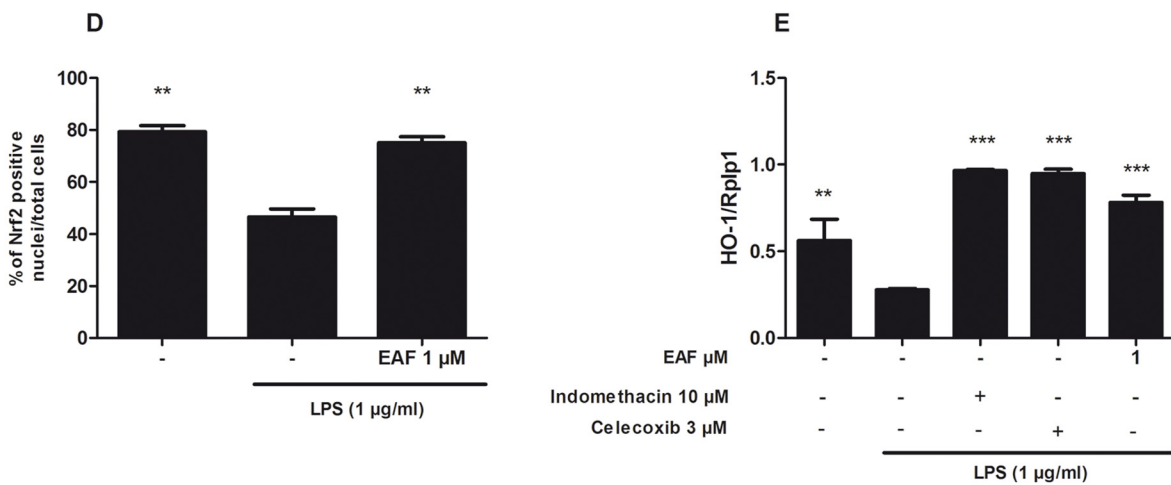 D
% of Nrf2 positive
nuclei/total cells
100
80
60
40
20
0
**
**
-
-
EAF 1 µM
LPS (1 µg/ml)
E
HO-1/Rplp1
1.5
1.0
0.5
0.0
**
***
***
***
EAF µM - - - - 1
Indomethacin 10 µM - - + - -
Celecoxib 3 µM - - - + -
LPS (1 µg/ml)